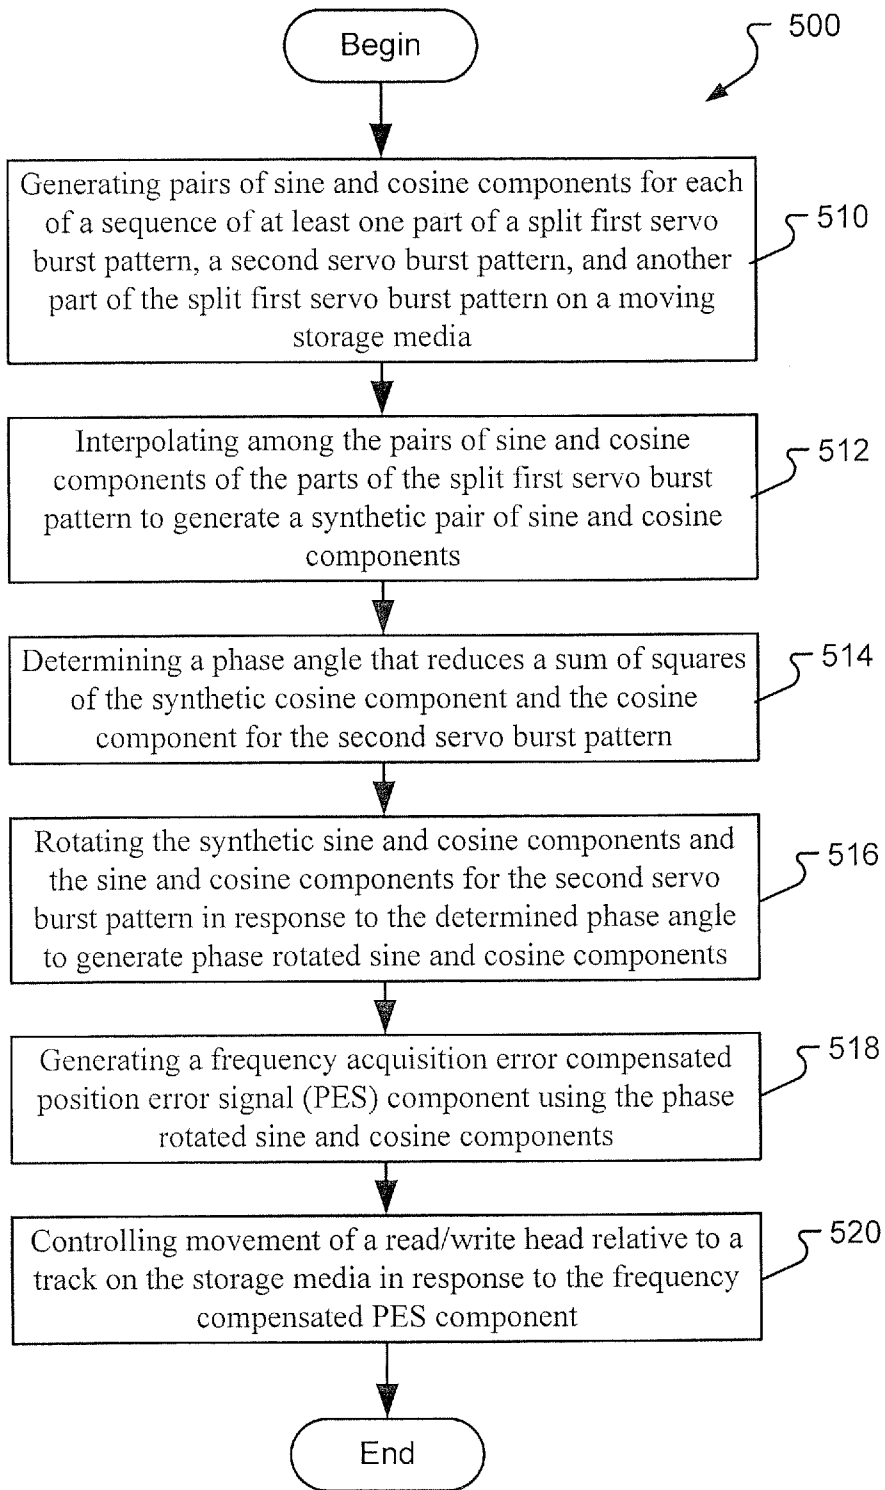 Begin
500
Generating pairs of sine and cosine components for each
of a sequence of at least one part of a split first servo
burst pattern, a second servo burst pattern, and another
part of the split first servo burst pattern on a moving
storage media
510
Interpolating among the pairs of sine and cosine
components of the parts of the split first servo burst
pattern to generate a synthetic pair of sine and cosine
components
512
Determining a phase angle that reduces a sum of squares
of the synthetic cosine component and the cosine
component for the second servo burst pattern
514
Rotating the synthetic sine and cosine components and
the sine and cosine components for the second servo
burst pattern in response to the determined phase angle
to generate phase rotated sine and cosine components
516
Generating a frequency acquisition error compensated
position error signal (PES) component using the phase
rotated sine and cosine components
518
Controlling movement of a read/write head relative to a
track on the storage media in response to the frequency
compensated PES component
520
End